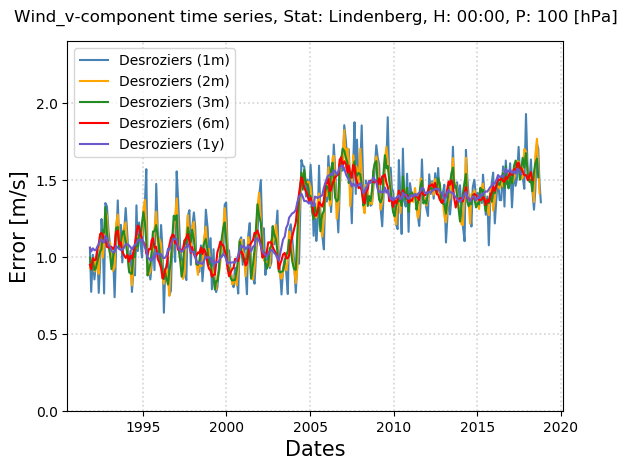 Wind_v-component time series, Stat: Lindenberg, H: 00:00, P: 100 [hPa]
Desroziers (1m)
Desroziers (2m)
Desroziers (3m)
Desroziers (6m)
Desroziers (1y)
Error [m/s]
2.0
1.5
1.0
0.5
0.0
1995 2000 2005 2010 2015 2020
Dates